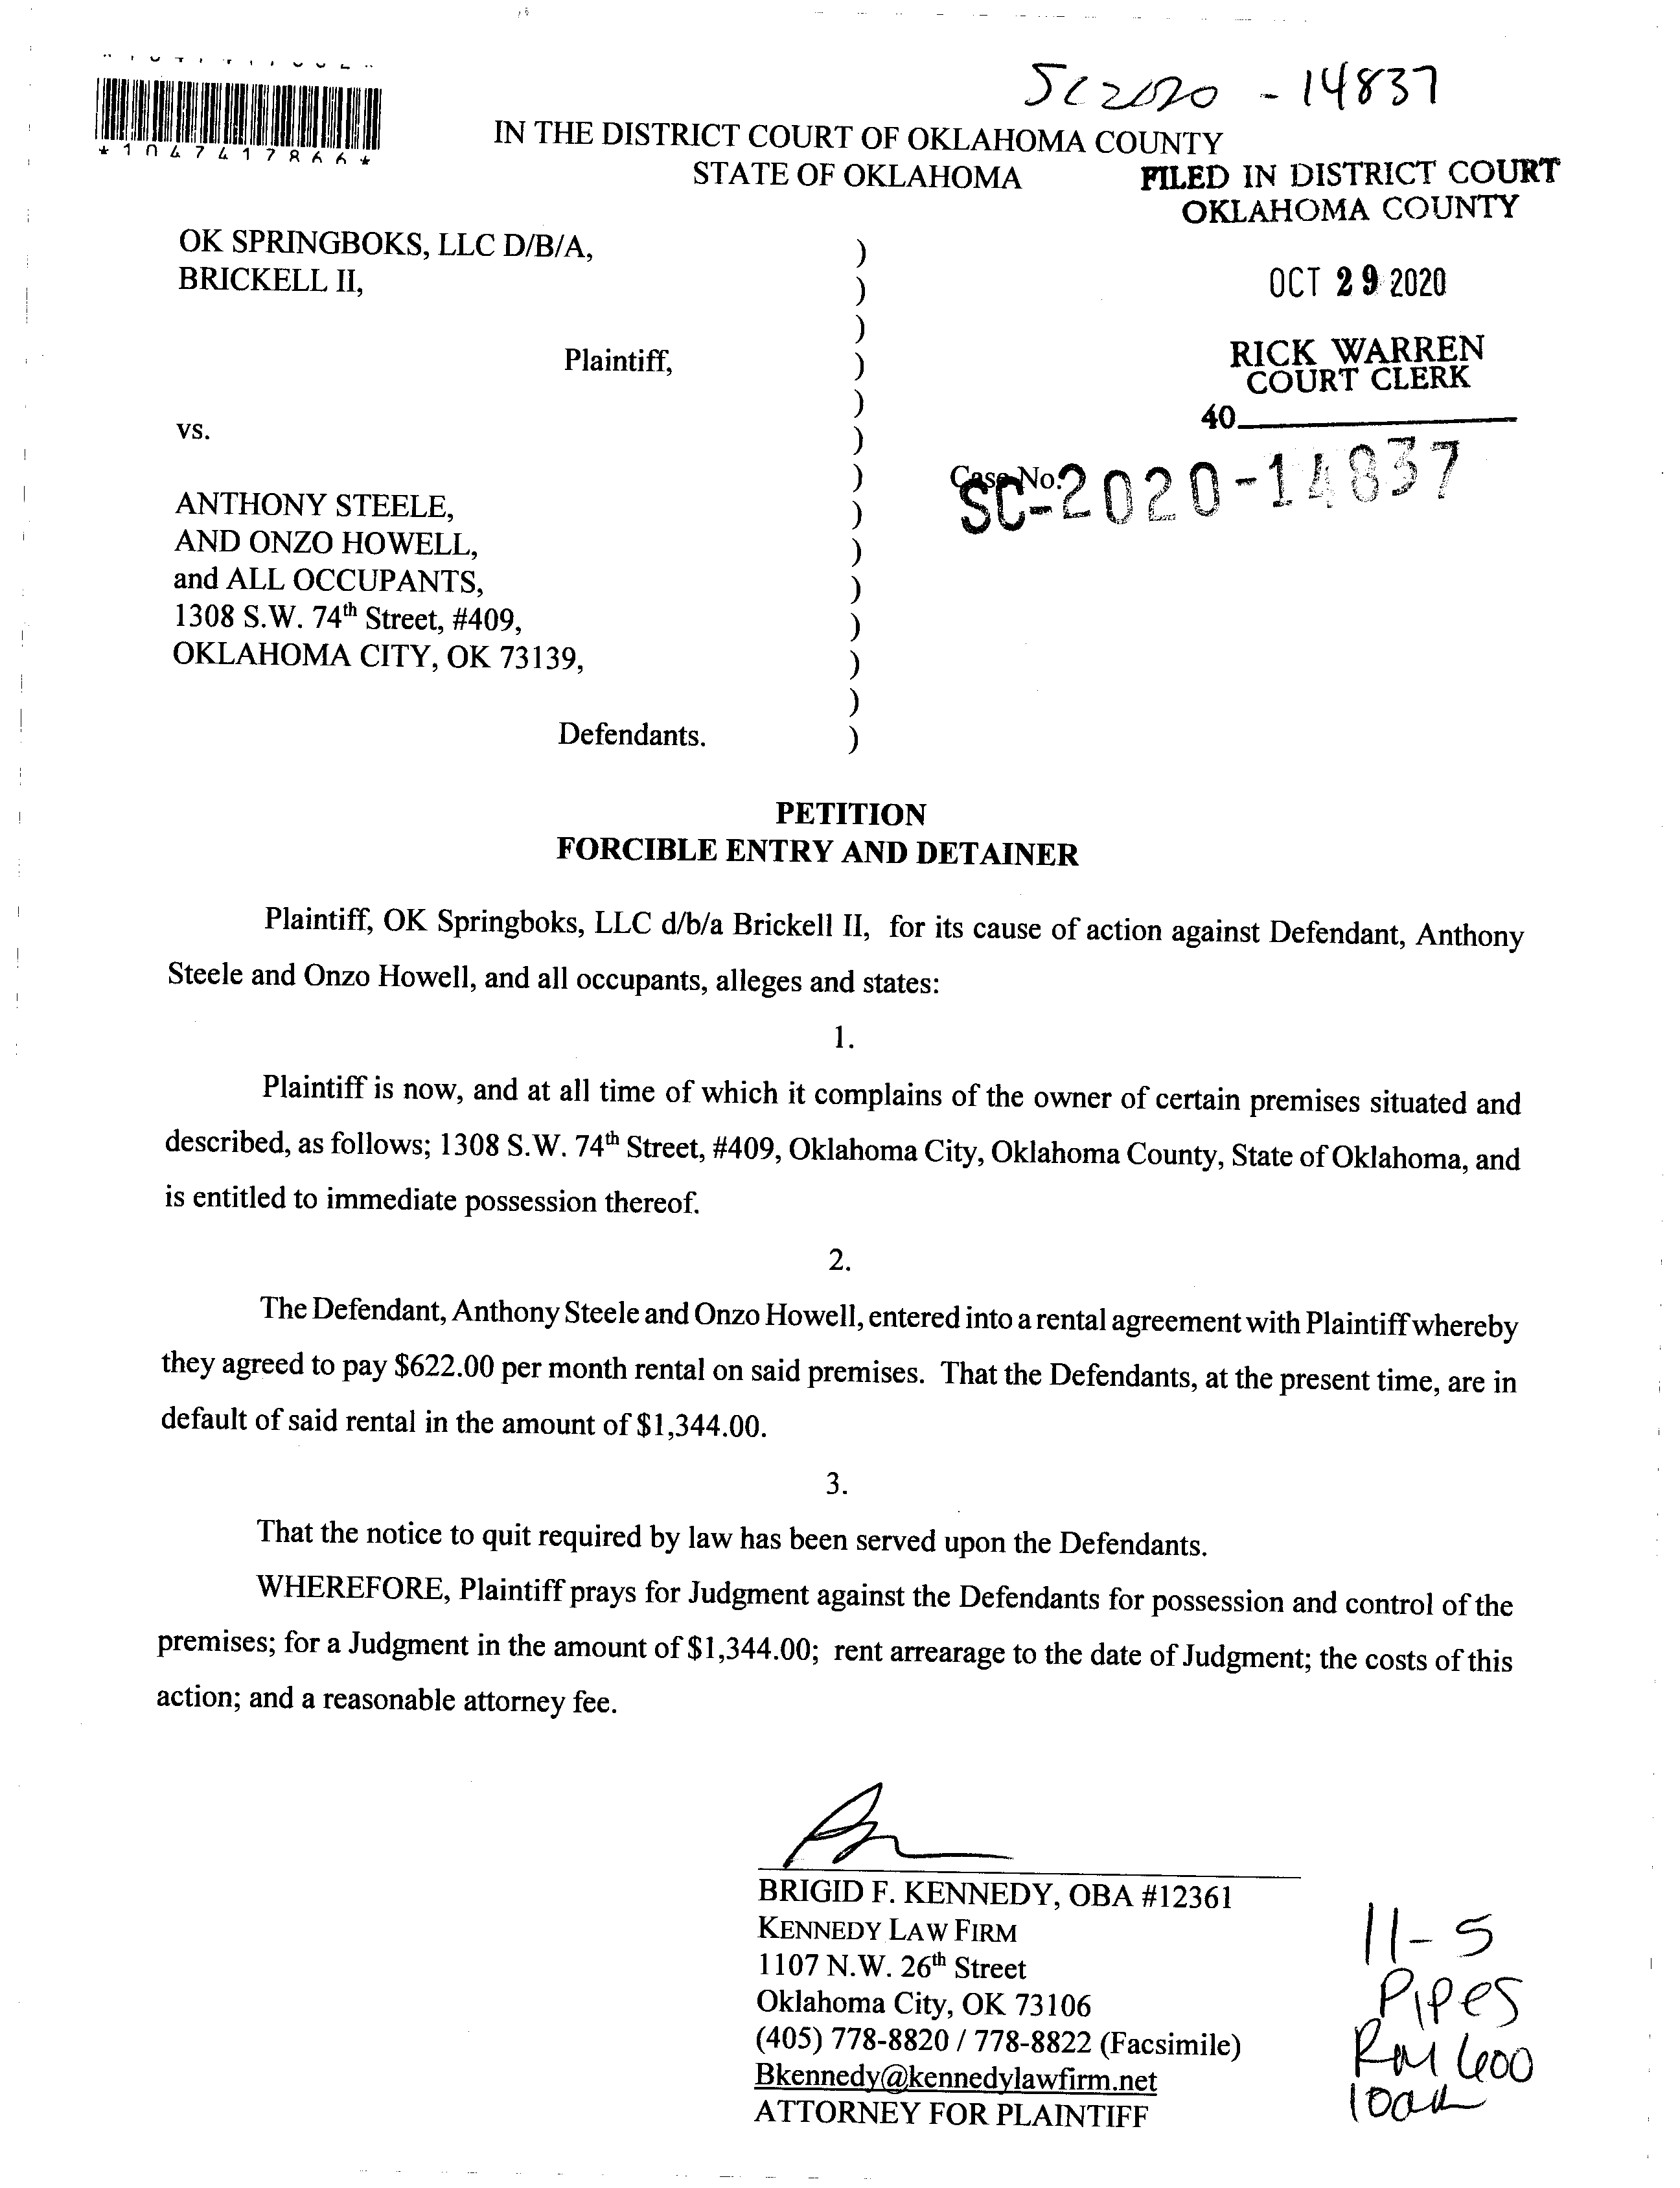 SC2020 - 14837
*1047417866*
IN THE DISTRICT COURT OF OKLAHOMA COUNTY
STATE OF OKLAHOMA
FILED IN DISTRICT COURT
OKLAHOMA COUNTY
OCT 29 2020
RICK WARREN
COURT CLERK
40
OK SPRINGBOKS, LLC D/B/A, )
BRICKELL II, )
)
Plaintiff, )
)
vs. )
) Case No.
SC-2020-14837
ANTHONY STEELE, )
AND ONZO HOWELL, )
and ALL OCCUPANTS, )
1308 S.W. 74th Street, #409, )
OKLAHOMA CITY, OK 73139, )
)
Defendants. )
PETITION
FORCIBLE ENTRY AND DETAINER
Plaintiff, OK Springboks, LLC d/b/a Brickell II, for its cause of action against Defendant, Anthony
Steele and Onzo Howell, and all occupants, alleges and states:
1.
Plaintiff is now, and at all time of which it complains of the owner of certain premises situated and
described, as follows; 1308 S.W. 74th Street, #409, Oklahoma City, Oklahoma County, State of Oklahoma, and
is entitled to immediate possession thereof.
2.
The Defendant, Anthony Steele and Onzo Howell, entered into a rental agreement with Plaintiff whereby
they agreed to pay $622.00 per month rental on said premises. That the Defendants, at the present time, are in
default of said rental in the amount of $1,344.00.
3.
That the notice to quit required by law has been served upon the Defendants.
WHEREFORE, Plaintiff prays for Judgment against the Defendants for possession and control of the
premises; for a Judgment in the amount of $1,344.00; rent arrearage to the date of Judgment; the costs of this
action; and a reasonable attorney fee.
BRIGID F. KENNEDY, OBA #12361
KENNEDY LAW FIRM
1107 N.W. 26th Street
Oklahoma City, OK 73106
(405) 778-8820 / 778-8822 (Facsimile)
Bkennedy@kennedylawfirm.net
ATTORNEY FOR PLAINTIFF
11-5
Pipes
Rm 600
10am